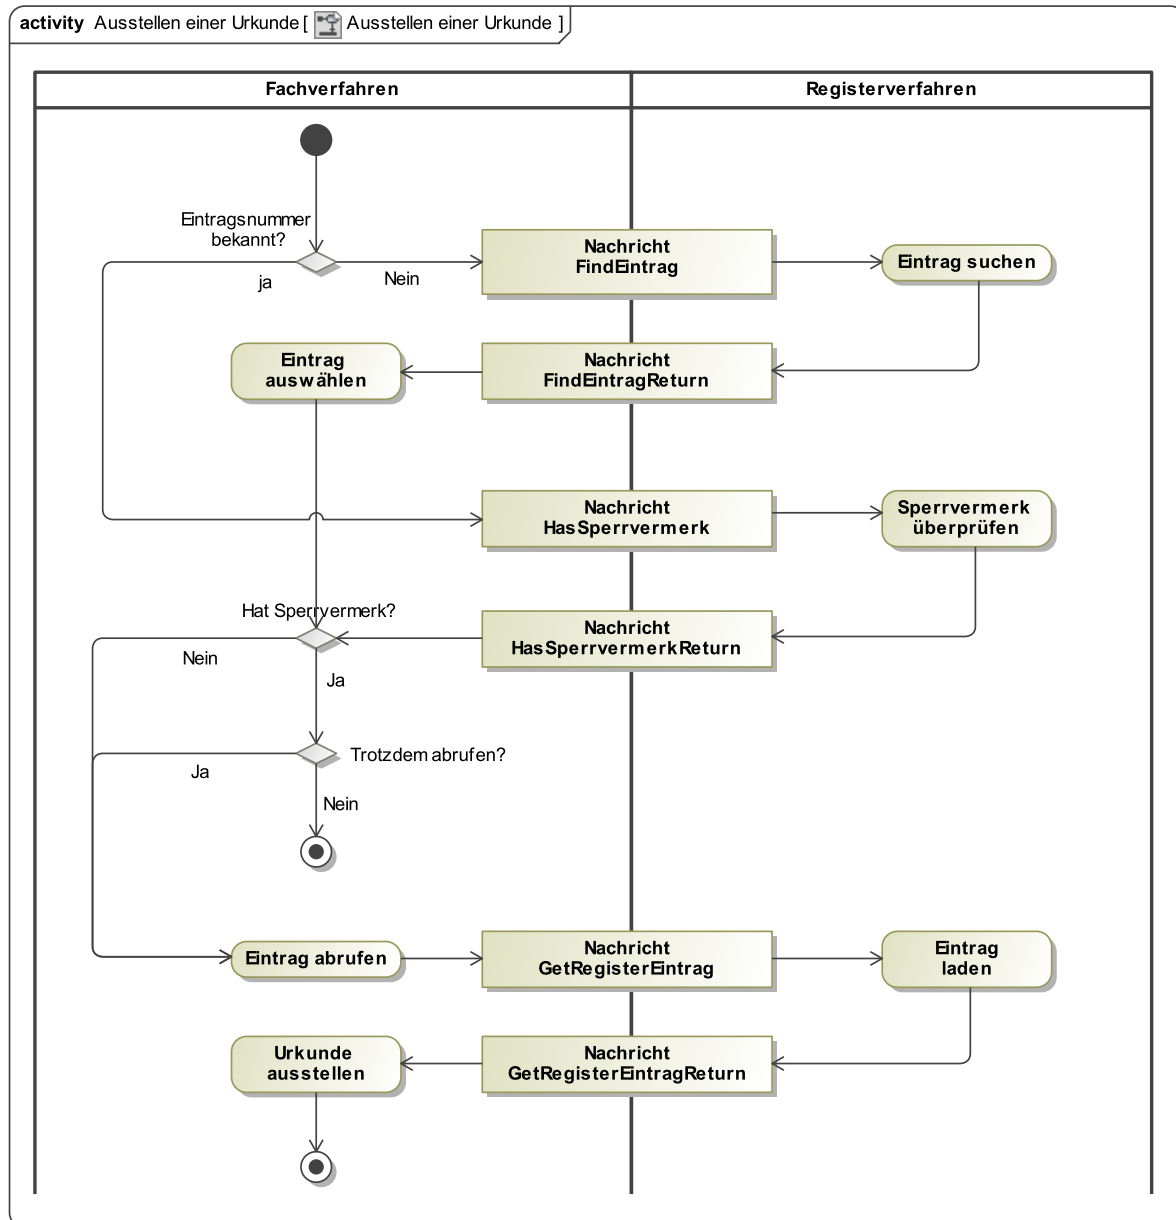 activity Ausstellen einer Urkunde [ Ausstellen einer Urkunde ]
Fachverfahren
Registerverfahren
Eintragsnummer
bekannt?
ja
Nein
Nachricht
FindEintrag
Eintrag suchen
Eintrag
auswählen
Nachricht
FindEintragReturn
Nachricht
HasSperrvermerk
Sperrvermerk
überprüfen
Hat Sperrvermerk?
Nein
Ja
Nachricht
HasSperrvermerkReturn
Trotzdem abrufen?
Ja
Nein
Eintrag abrufen
Nachricht
GetRegisterEintrag
Eintrag
laden
Urkunde
ausstellen
Nachricht
GetRegisterEintragReturn